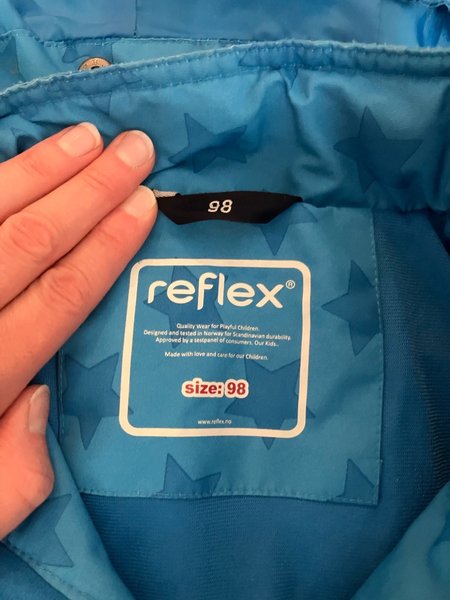 98
reflex®
Quality Wear for Playful Children.
Designed and tested in Norway for Scandinavian durability.
Approved by a testpanel of consumers. Our Kids..
Made with love and care for our Children.
size: 98
www.reflex.no